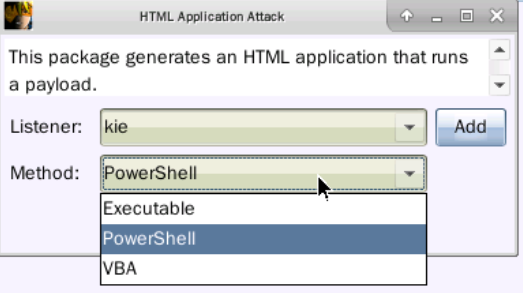 HTML Application Attack
This package generates an HTML application that runs
a payload.
Listener: kie Add
Method: PowerShell
Executable
PowerShell
VBA